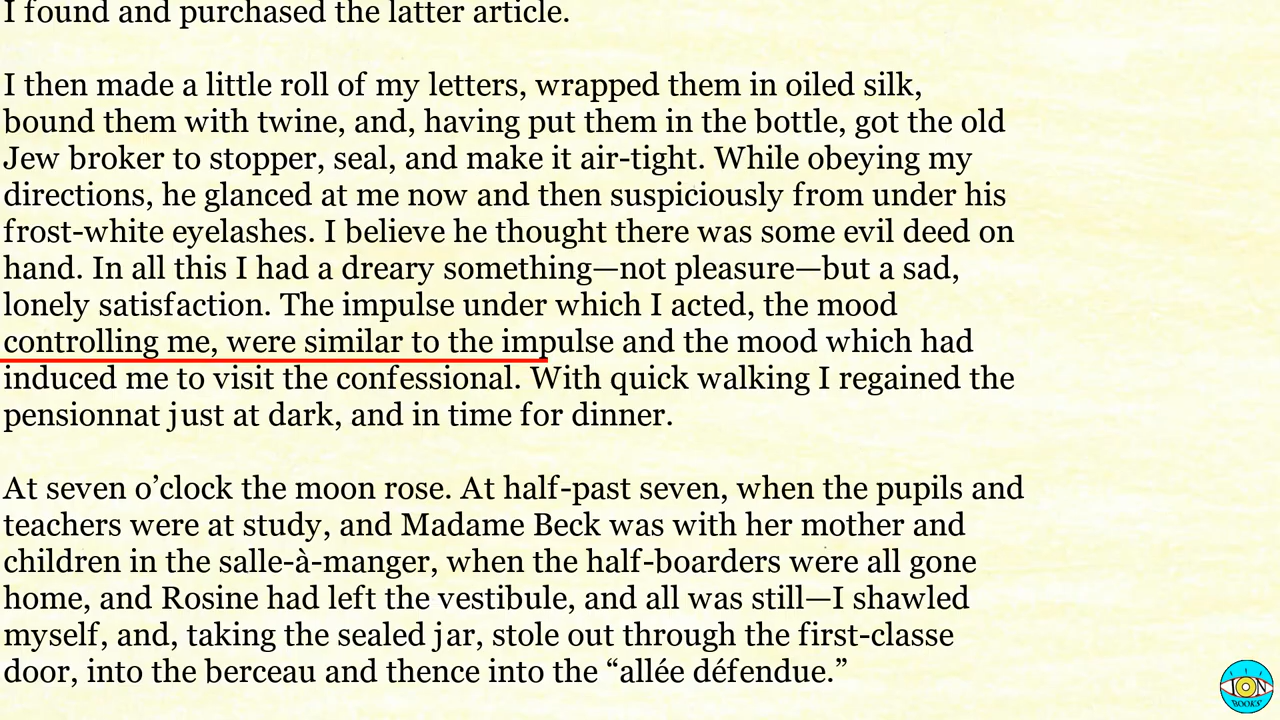 I found and purchased the latter article.
I then made a little roll of my letters, wrapped them in oiled silk,
bound them with twine, and, having put them in the bottle, got the old
Jew broker to stopper, seal, and make it air-tight. While obeying my
directions, he glanced at me now and then suspiciously from under his
frost-white eyelashes. I believe he thought there was some evil deed on
hand. In all this I had a dreary something—not pleasure—but a sad,
lonely satisfaction. The impulse under which I acted, the mood
controlling me, were similar to the impulse and the mood which had
induced me to visit the confessional. With quick walking I regained the
pensionnat just at dark, and in time for dinner.
At seven o’clock the moon rose. At half-past seven, when the pupils and
teachers were at study, and Madame Beck was with her mother and
children in the salle-à-manger, when the half-boarders were all gone
home, and Rosine had left the vestibule, and all was still—I shawled
myself, and, taking the sealed jar, stole out through the first-classe
door, into the berceau and thence into the “allée défendue.”
ION
BOOKS